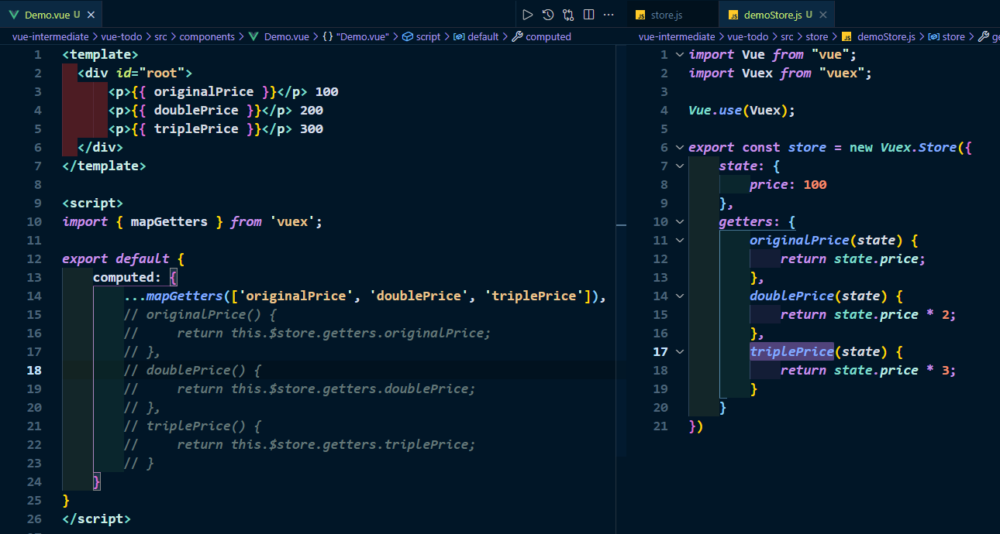 Demo.vue U ×
vue-intermediate > vue-todo > src > components > Demo.vue > {} "Demo.vue" > script > default > computed
1 <template>
2 <div id="root">
3 <p>{{ originalPrice }}</p> 100
4 <p>{{ doublePrice }}</p> 200
5 <p>{{ triplePrice }}</p> 300
6 </div>
7 </template>
8
9 <script>
10 import { mapGetters } from 'vuex';
11
12 export default {
13 computed: {
14 ...mapGetters(['originalPrice', 'doublePrice', 'triplePrice']),
15 // originalPrice() {
16 //     return this.$store.getters.originalPrice;
17 // },
18 // doublePrice() {
19 //     return this.$store.getters.doublePrice;
20 // },
21 // triplePrice() {
22 //     return this.$store.getters.triplePrice;
23 // }
24 }
25 }
26 </script>
JS store.js JS demoStore.js U ×
vue-intermediate > vue-todo > src > store > JS demoStore.js > store >
1 import Vue from "vue";
2 import Vuex from "vuex";
3
4 Vue.use(Vuex);
5
6 export const store = new Vuex.Store({
7 state: {
8 price: 100
9 },
10 getters: {
11 originalPrice(state) {
12 return state.price;
13 },
14 doublePrice(state) {
15 return state.price * 2;
16 },
17 triplePrice(state) {
18 return state.price * 3;
19 }
20 }
21 })